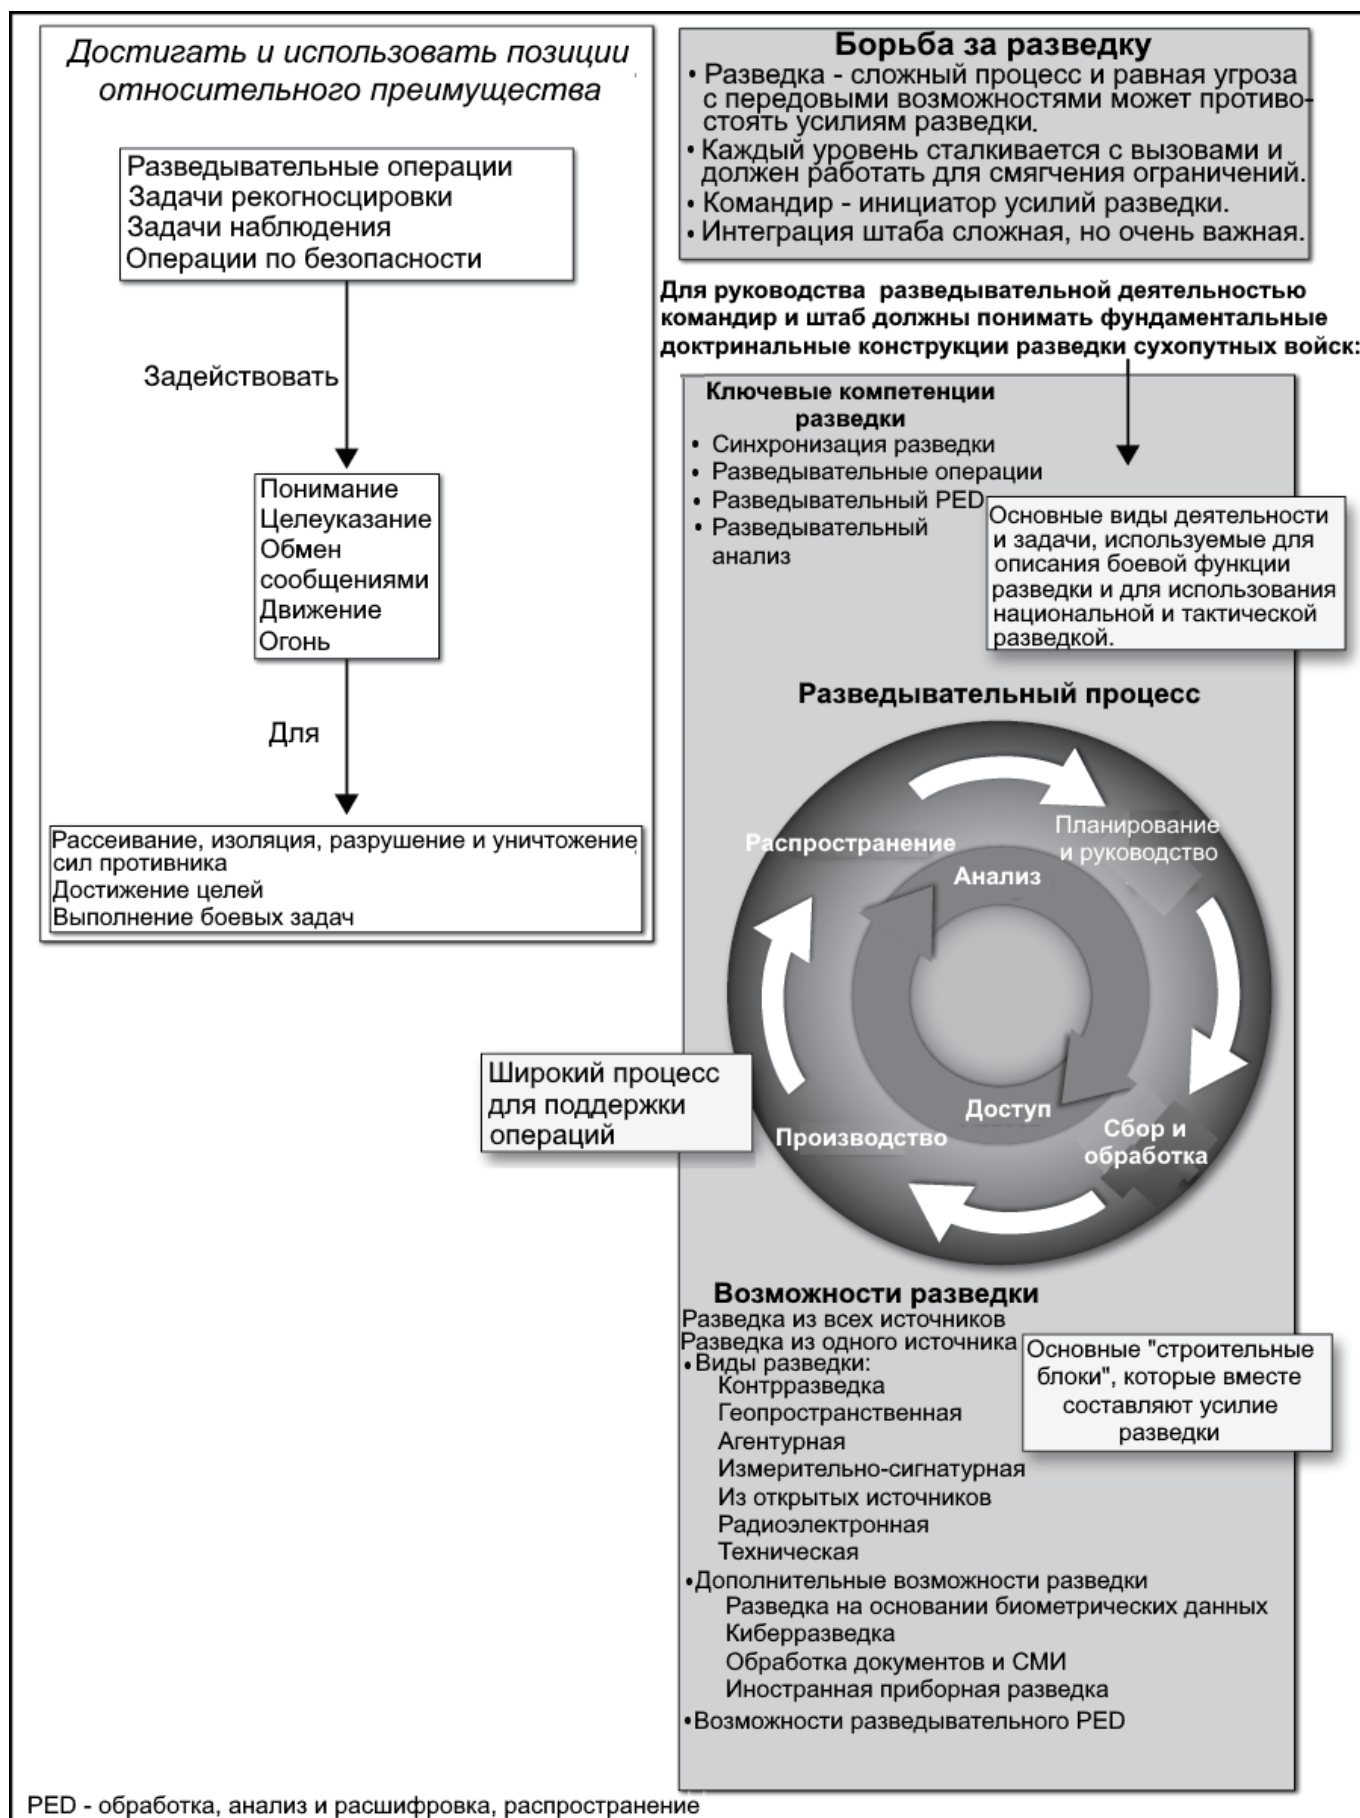 Достигать и использовать позиции
относительного преимущества
Разведывательные операции
Задачи рекогносцировки
Задачи наблюдения
Операции по безопасности
Задействовать
Понимание
Целеуказание
Обмен
сообщениями
Движение
Огонь
Для
Рассеивание, изоляция, разрушение и уничтожение
сил противника
Достижение целей
Выполнение боевых задач
Борьба за разведку
• Разведка - сложный процесс и равная угроза
с передовыми возможностями может противо-
стоять усилиям разведки.
• Каждый уровень сталкивается с вызовами и
должен работать для смягчения ограничений.
• Командир - инициатор усилий разведки.
• Интеграция штаба сложная, но очень важная.
Для руководства разведывательной деятельностью
командир и штаб должны понимать фундаментальные
доктринальные конструкции разведки сухопутных войск:
Ключевые компетенции
разведки
• Синхронизация разведки
• Разведывательные операции
• Разведывательный PED
• Разведывательный
анализ
Основные виды деятельности
и задачи, используемые для
описания боевой функции
разведки и для использования
национальной и тактической
разведкой.
Разведывательный процесс
Планирование
и руководство
Распространение
Анализ
Доступ
Сбор и
обработка
Производство
Широкий процесс
для поддержки
операций
Возможности разведки
Разведка из всех источников
Разведка из одного источника
• Виды разведки:
Контрразведка
Геопространственная
Агентурная
Измерительно-сигнатурная
Из открытых источников
Радиоэлектронная
Техническая
Основные "строительные
блоки", которые вместе
составляют усилие
разведки
• Дополнительные возможности разведки
Разведка на основании биометрических данных
Киберразведка
Обработка документов и СМИ
Иностранная приборная разведка
• Возможности разведывательного PED
PED - обработка, анализ и расшифровка, распространение